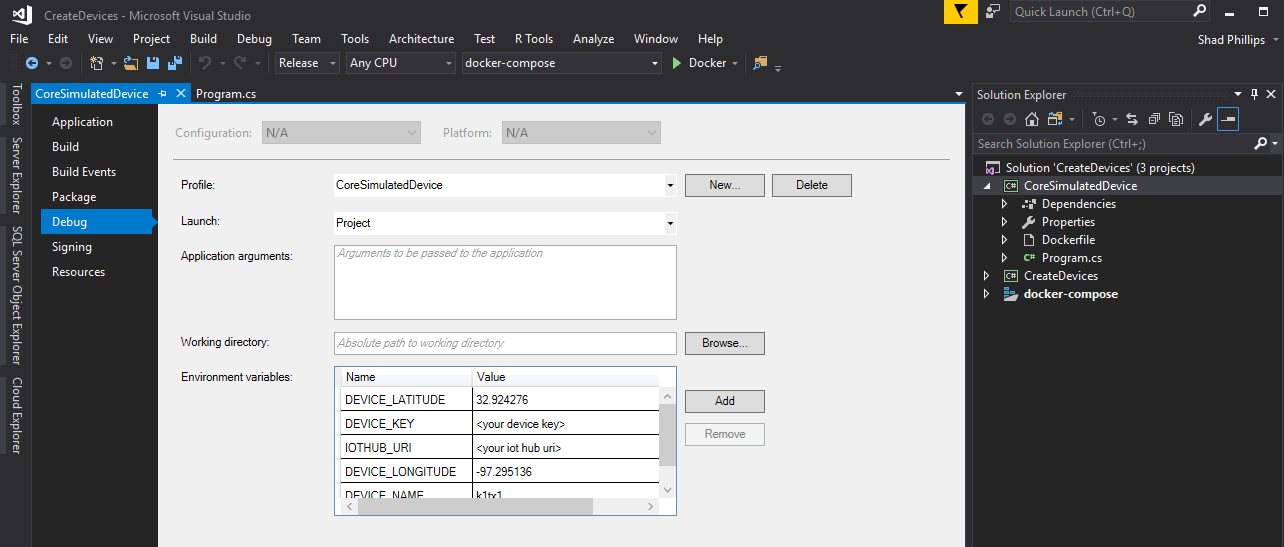 CreateDevices - Microsoft Visual Studio
Quick Launch (Ctrl+Q)
File Edit View Project Build Debug Team Tools Architecture Test R Tools Analyze Window Help
Shad Phillips
Release Any CPU docker-compose Docker
CoreSimulatedDevice Program.cs
Toolbox
Server Explorer
SQL Server Object Explorer
Cloud Explorer
Application
Build
Build Events
Package
Debug
Signing
Resources
Configuration: N/A Platform: N/A
Profile: CoreSimulatedDevice New... Delete
Launch: Project
Application arguments: Arguments to be passed to the application
Working directory: Absolute path to working directory Browse...
Environment variables: Name Value
DEVICE_LATITUDE 32.924276 Add
DEVICE_KEY <your device key>
Remove
IOTHUB_URI <your iot hub uri>
DEVICE_LONGITUDE -97.295136
DEVICE_NAME k1tx1
Solution Explorer
Search Solution Explorer (Ctrl+;)
Solution 'CreateDevices' (3 projects)
C# CoreSimulatedDevice
Dependencies
Properties
Dockerfile
C# Program.cs
C# CreateDevices
docker-compose